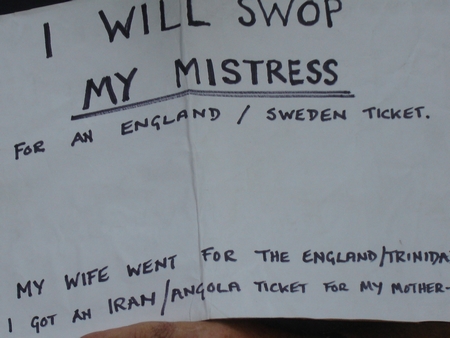 I WILL SWOP
MY MISTRESS
FOR AN ENGLAND / SWEDEN TICKET.
MY WIFE WENT FOR THE ENGLAND/TRINIDA
I GOT AN IRAN/ANGOLA TICKET FOR MY MOTHER-